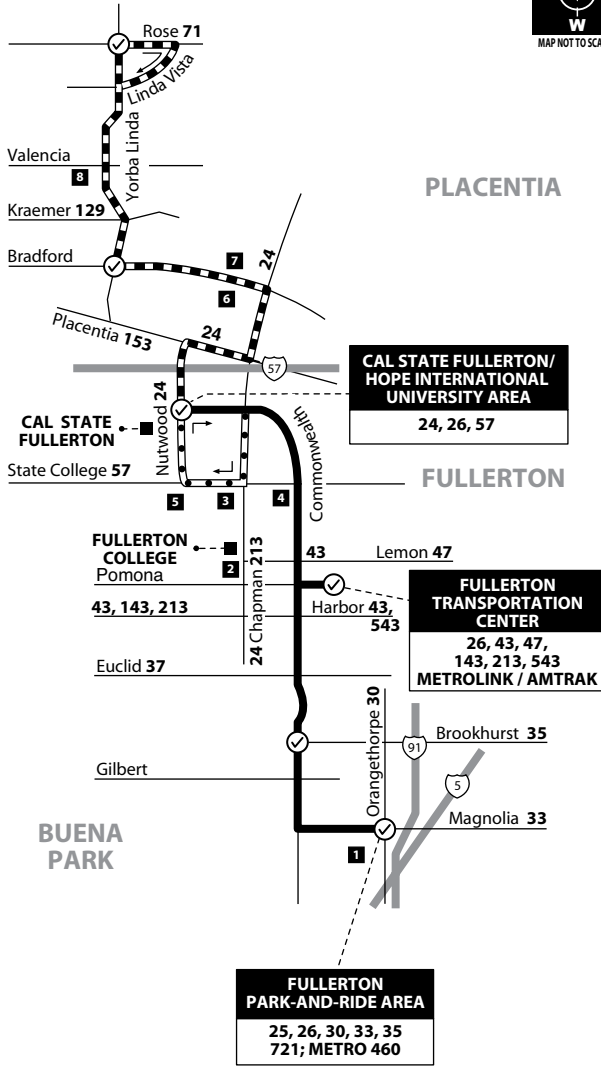 W
MAP NOT TO SCA
Rose 71
Linda Vista
Yorba Linda
Valencia
8
Kraemer 129
PLACENTIA
Bradford
7
24
6
Placentia 153
24
57
CAL STATE FULLERTON/
HOPE INTERNATIONAL
UNIVERSITY AREA
24, 26, 57
Nutwood 24
CAL STATE
FULLERTON
Commonwealth
State College 57
FULLERTON
5
3
4
FULLERTON
COLLEGE
2
24 Chapman 213
43
Lemon 47
Pomona
43, 143, 213
Harbor 43,
543
FULLERTON
TRANSPORTATION
CENTER
26, 43, 47,
143, 213, 543
METROLINK / AMTRAK
Euclid 37
Orangethorpe 30
Brookhurst 35
91
Gilbert
5
Magnolia 33
BUENA
PARK
1
FULLERTON
PARK-AND-RIDE AREA
25, 26, 30, 33, 35
721; METRO 460